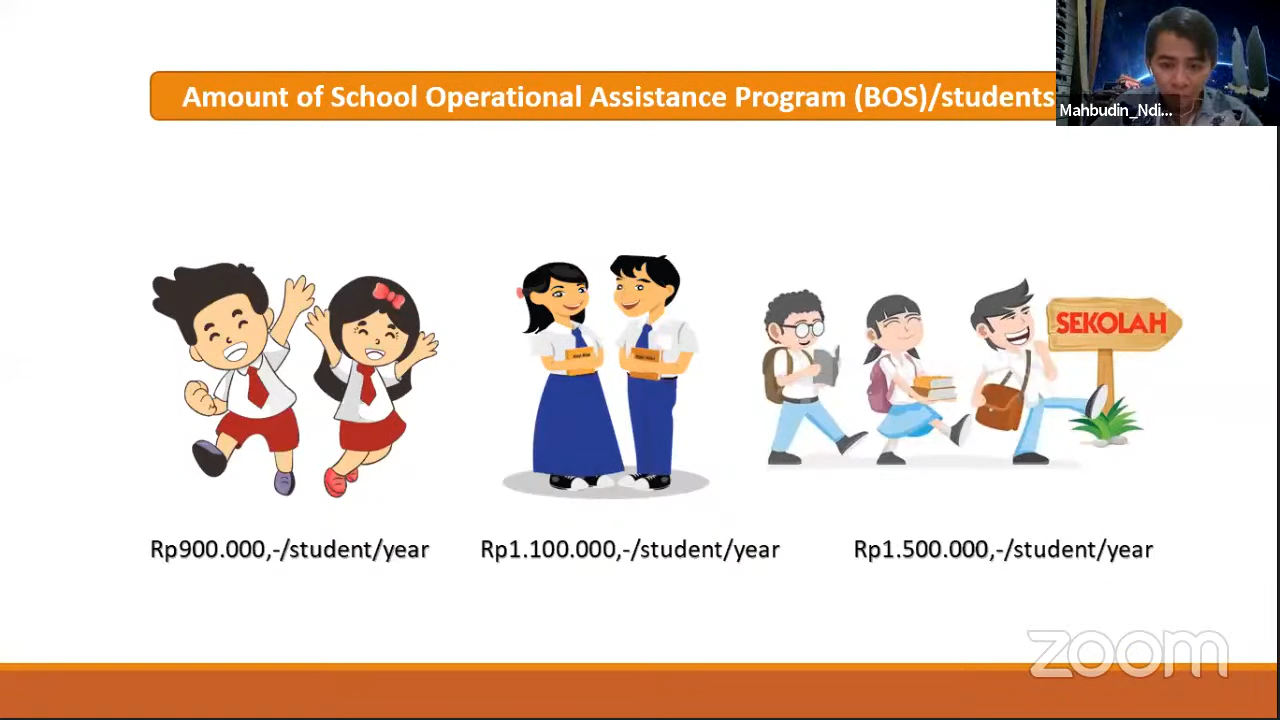 Amount of School Operational Assistance Program (BOS)/students
Mahbudin_Ndi...
SEKOLAH
Rp900.000,-/student/year
Rp1.100.000,-/student/year
Rp1.500.000,-/student/year
zoom